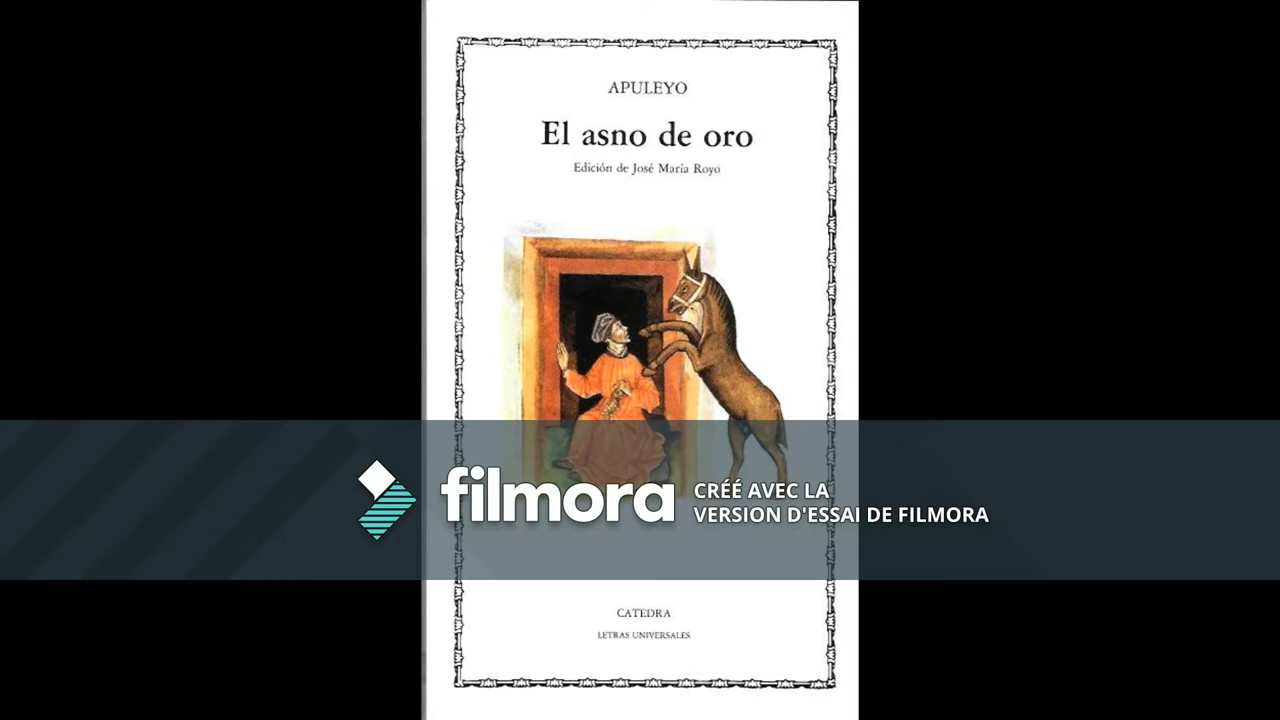 APULEYO
El asno de oro
Edición de José María Royo
filmora
CRÉÉ AVEC LA
VERSION D'ESSAI DE FILMORA
CATEDRA
LETRAS UNIVERSALES